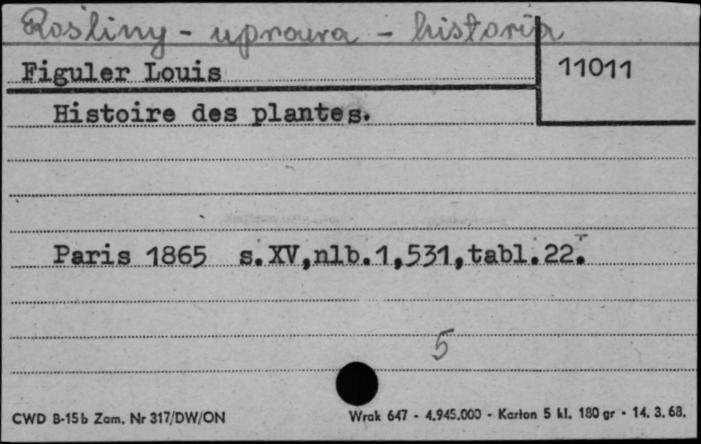 Rośliny - uprawa - historia
Figuler Louis
11011
Histoire des plantes.
Paris 1865 s.XV,nlb.1,531,tabl.22.
5
CWD B-15b Zam. Nr 317/DW/ON
Wrak 647 - 4.945.000 - Karton 5 kl. 180 gr - 14. 3. 68.